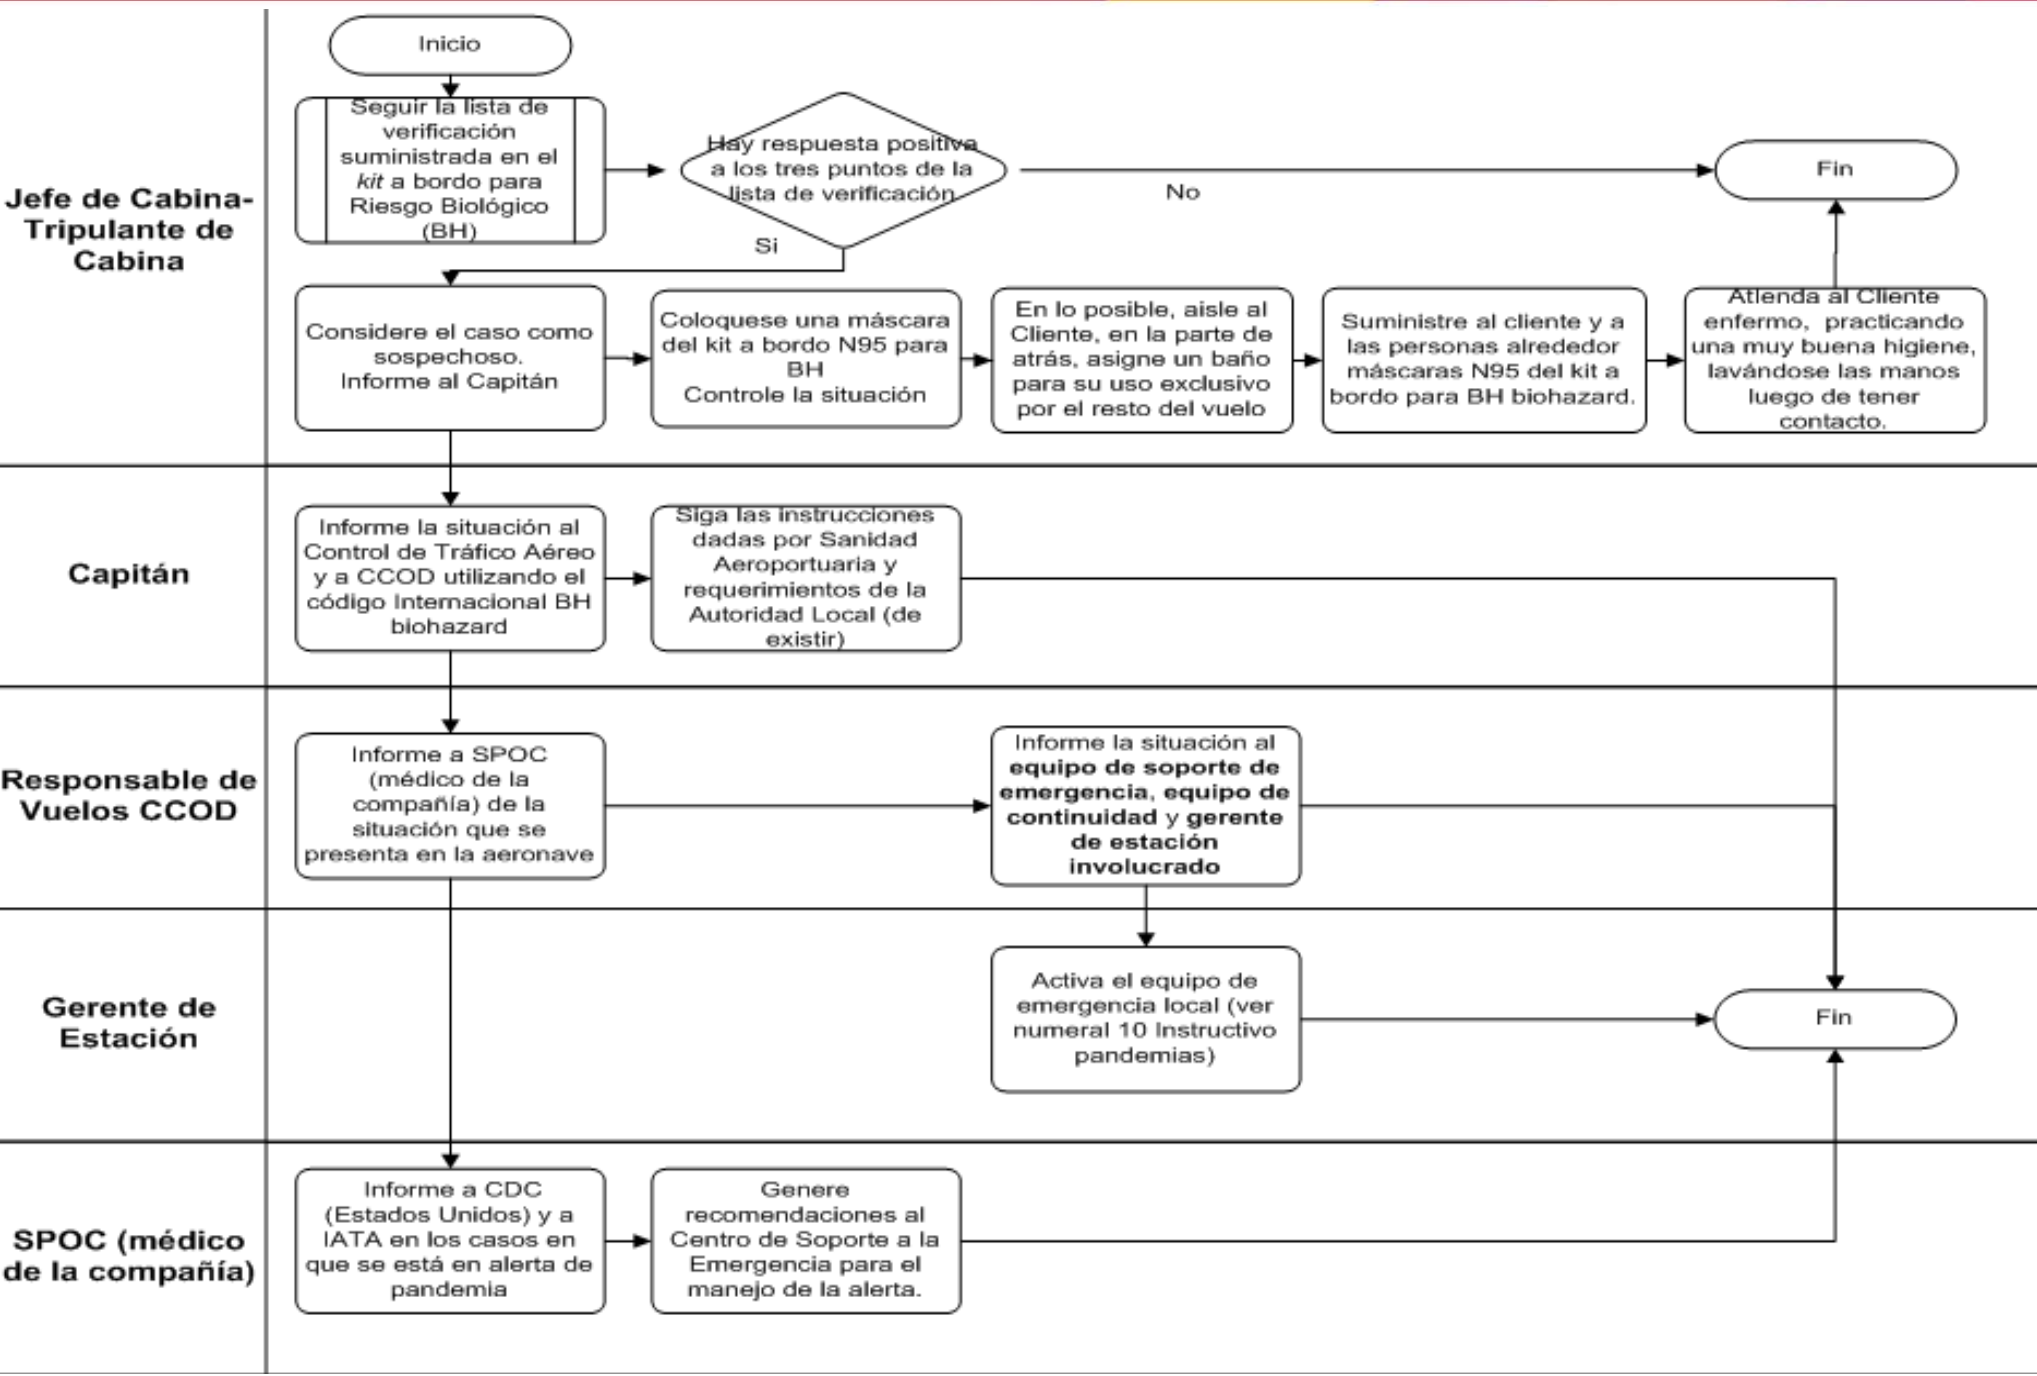 Inicio
Seguir la lista de
verificación
suministrada en el
kit a bordo para
Riesgo Biológico
(BH)
Hay respuesta positiva
a los tres puntos de la
lista de verificación
No
Si
Fin
Jefe de Cabina-
Tripulante de
Cabina
Considere el caso como
sospechoso.
Informe al Capitán
Coloquese una máscara
del kit a bordo N95 para
BH
Controle la situación
En lo posible, aisle al
Cliente, en la parte de
atrás, asigne un baño
para su uso exclusivo
por el resto del vuelo
Suministre al cliente y a
las personas alrededor
máscaras N95 del kit a
bordo para BH biohazard.
Atienda al Cliente
enfermo, practicando
una muy buena higiene,
lavándose las manos
luego de tener
contacto.
Capitán
Informe la situación al
Control de Tráfico Aéreo
y a CCOD utilizando el
código Internacional BH
biohazard
Siga las instrucciones
dadas por Sanidad
Aeroportuaria y
requerimientos de la
Autoridad Local (de
existir)
Responsable de
Vuelos CCOD
Informe a SPOC
(médico de la
compañía) de la
situación que se
presenta en la aeronave
Informe la situación al
equipo de soporte de
emergencia, equipo de
continuidad y gerente
de estación
involucrado
Gerente de
Estación
Activa el equipo de
emergencia local (ver
numeral 10 Instructivo
pandemias)
Fin
SPOC (médico
de la compañía)
Informe a CDC
(Estados Unidos) y a
IATA en los casos en
que se está en alerta de
pandemia
Genere
recomendaciones al
Centro de Soporte a la
Emergencia para el
manejo de la alerta.